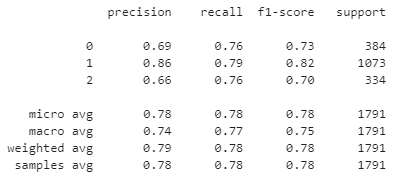 precision recall f1-score support
0 0.69 0.76 0.73 384
1 0.86 0.79 0.82 1073
2 0.66 0.76 0.70 334
micro avg 0.78 0.78 0.78 1791
macro avg 0.74 0.77 0.75 1791
weighted avg 0.79 0.78 0.78 1791
samples avg 0.78 0.78 0.78 1791